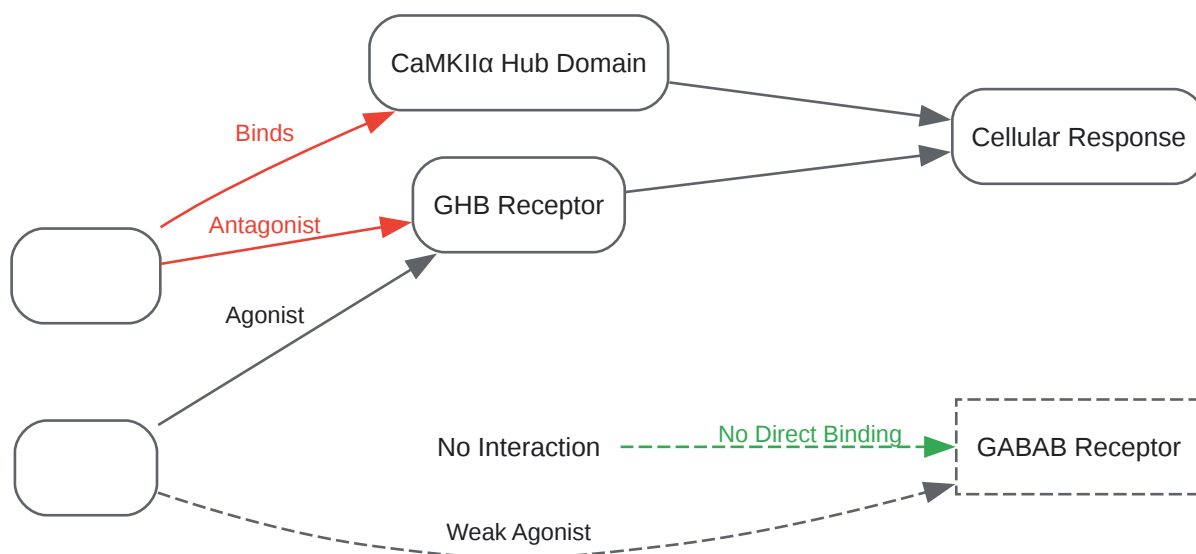 CaMKIIα Hub Domain
Binds
Cellular Response
GHB Receptor
Antagonist
Agonist
No Interaction
No Direct Binding
GABAB Receptor
Weak Agonist